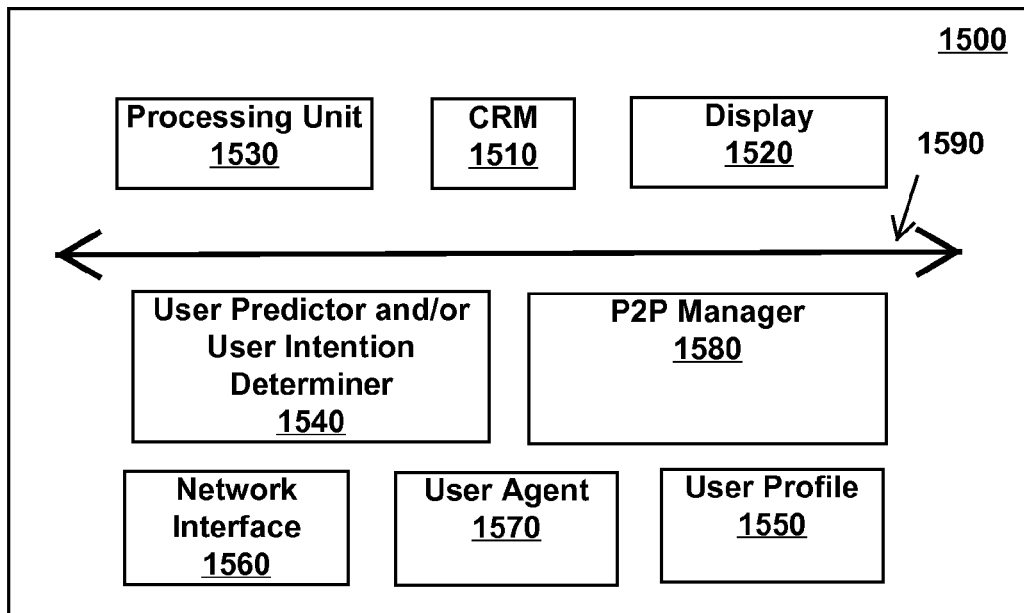 1500
Processing Unit
1530
CRM
1510
Display
1520
1590
User Predictor and/or
User Intention
Determiner
1540
P2P Manager
1580
Network
Interface
1560
User Agent
1570
User Profile
1550